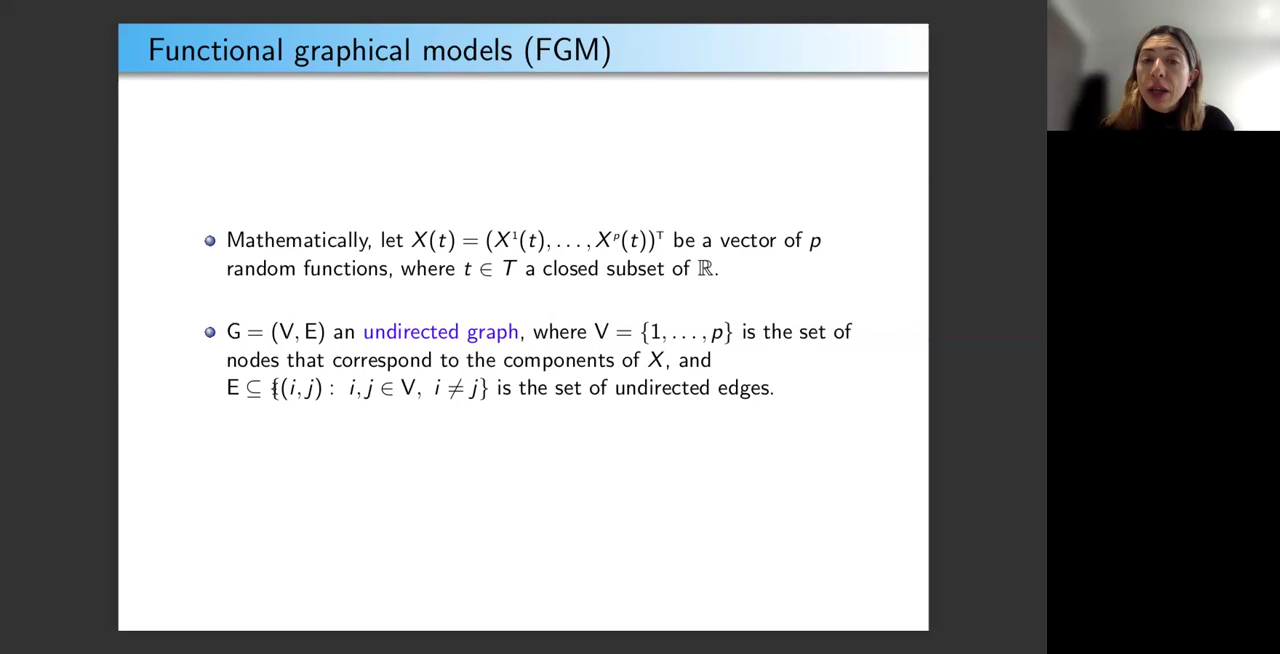 Functional graphical models (FGM)
Mathematically, let X(t) = (X¹(t), . . . , Xᵖ(t))ᵀ be a vector of p
random functions, where t ∈ T a closed subset of ℝ.
G = (V, E) an undirected graph, where V = {1, . . . , p} is the set of
nodes that correspond to the components of X, and
E ⊆ {(i, j) : i, j ∈ V, i ≠ j} is the set of undirected edges.